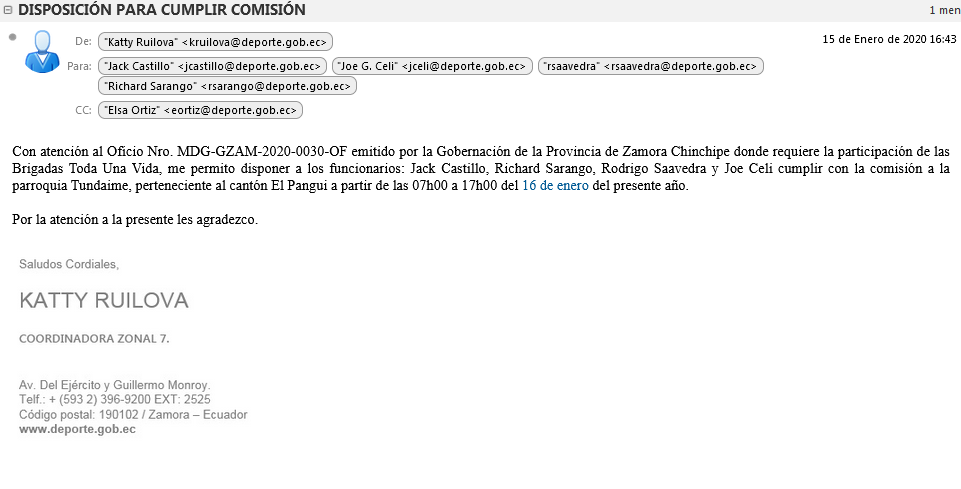 DISPOSICIÓN PARA CUMPLIR COMISIÓN
1 men
De: "Katty Ruilova" <kruilova@deporte.gob.ec>
15 de Enero de 2020 16:43
Para: "Jack Castillo" <jcastillo@deporte.gob.ec> "Joe G. Celi" <jceli@deporte.gob.ec> "rsaavedra" <rsaavedra@deporte.gob.ec>
"Richard Sarango" <rsarango@deporte.gob.ec>
CC: "Elsa Ortiz" <eortiz@deporte.gob.ec>
Con atención al Oficio Nro. MDG-GZAM-2020-0030-OF emitido por la Gobernación de la Provincia de Zamora Chinchipe donde requiere la participación de las
Brigadas Toda Una Vida, me permito disponer a los funcionarios: Jack Castillo, Richard Sarango, Rodrigo Saavedra y Joe Celi cumplir con la comisión a la
parroquia Tundaime, perteneciente al cantón El Pangui a partir de las 07h00 a 17h00 del 16 de enero del presente año.
Por la atención a la presente les agradezco.
Saludos Cordiales,
KATTY RUILOVA
COORDINADORA ZONAL 7.
Av. Del Ejército y Guillermo Monroy.
Telf.: + (593 2) 396-9200 EXT: 2525
Código postal: 190102 / Zamora – Ecuador
www.deporte.gob.ec